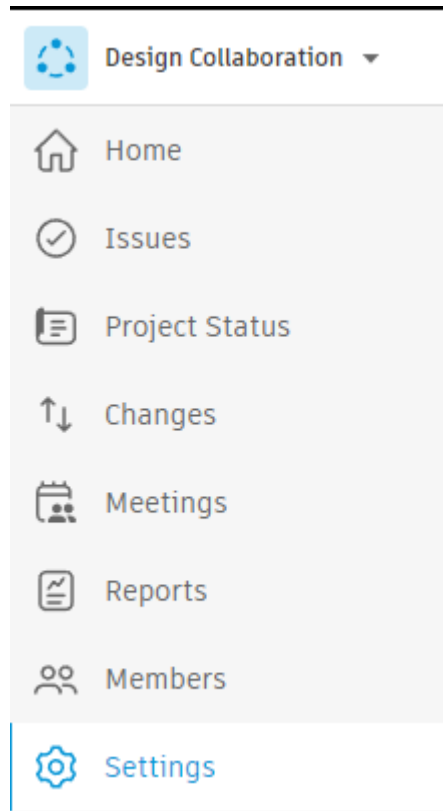 Design Collaboration
Home
Issues
Project Status
Changes
Meetings
Reports
Members
Settings